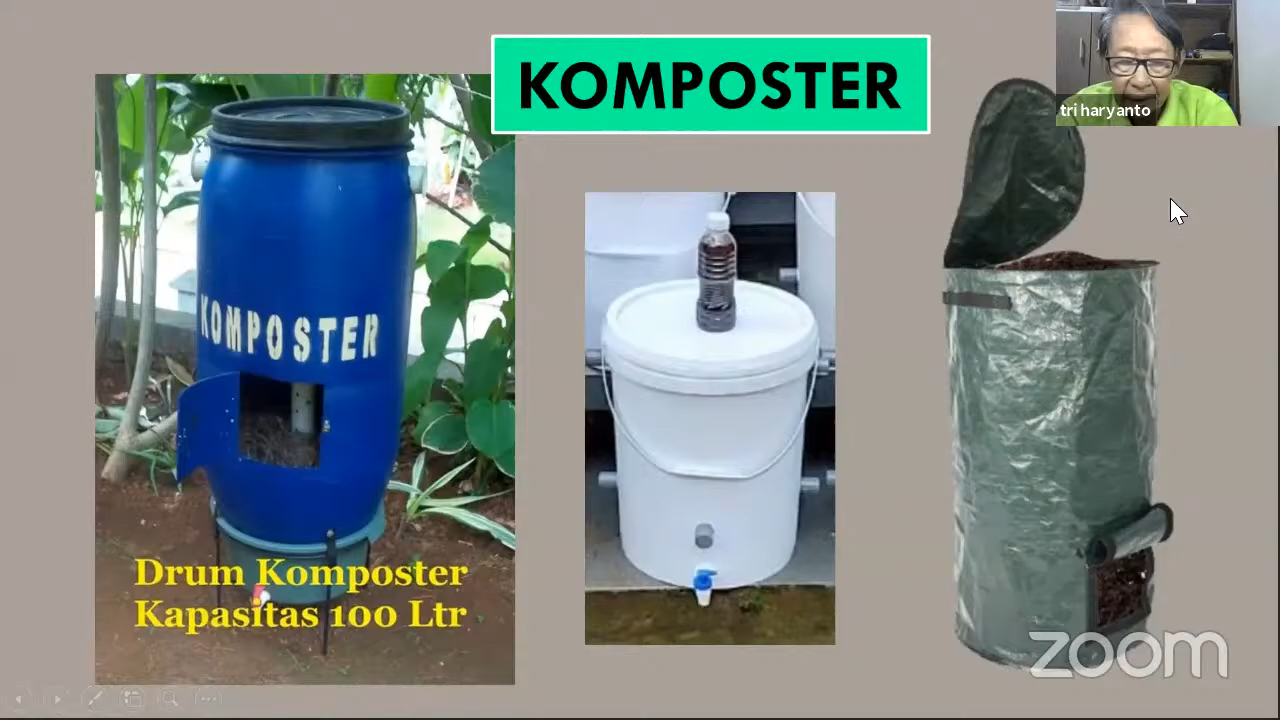 KOMPOSTER
tri haryanto
KOMPOSTER
Drum Komposter
Kapasitas 100 Ltr
zoom